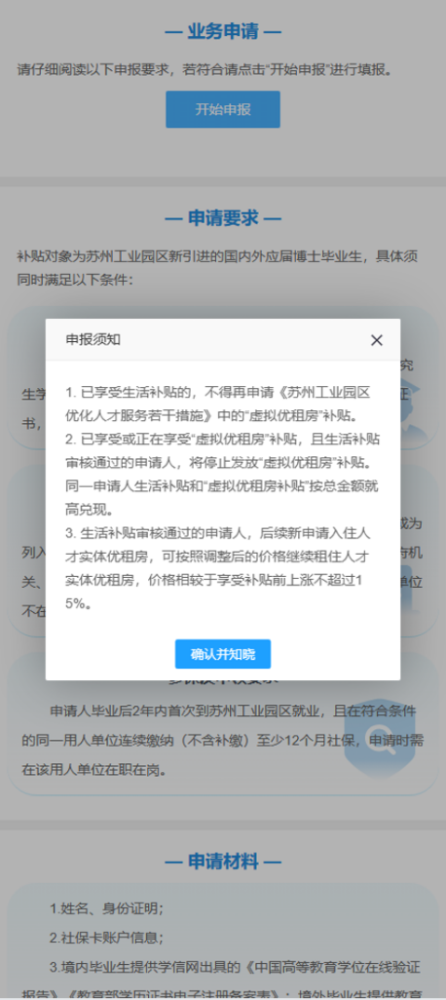 业务申请
请仔细阅读以下申报要求，若符合请点击“开始申报”进行填报。
开始申报
申请要求
补贴对象为苏州工业园区新引进的国内外应届博士毕业生，具体须
同时满足以下条件：
申报须知
究
生学
证
书，
1. 已享受生活补贴的，不得再申请《苏州工业园区
优化人才服务若干措施》中的“虚拟优租房”补贴。
2. 已享受或正在享受“虚拟优租房”补贴，且生活补贴
审核通过的申请人，将停止发放“虚拟优租房”补贴。
同一申请人生活补贴和“虚拟优租房补贴”按总金额就
高兑现。
3. 生活补贴审核通过的申请人，后续新申请入住人
才实体优租房，可按照调整后的价格继续租住人才
实体优租房，价格相较于享受补贴前上涨不超过1
5%。
成为
列入
机
关、
单位
不在
确认并知晓
申请人毕业后2年内首次到苏州工业园区就业，且在符合条件
的同一用人单位连续缴纳（不含补缴）至少12个月社保，申请时需
在该用人单位在职在岗。
申请材料
1.姓名、身份证明；
2.社保卡账户信息；
3.境内毕业生提供学信网出具的《中国高等教育学位在线验证
报告》《教育部学历证书电子注册备案表》；境外毕业生提供教育